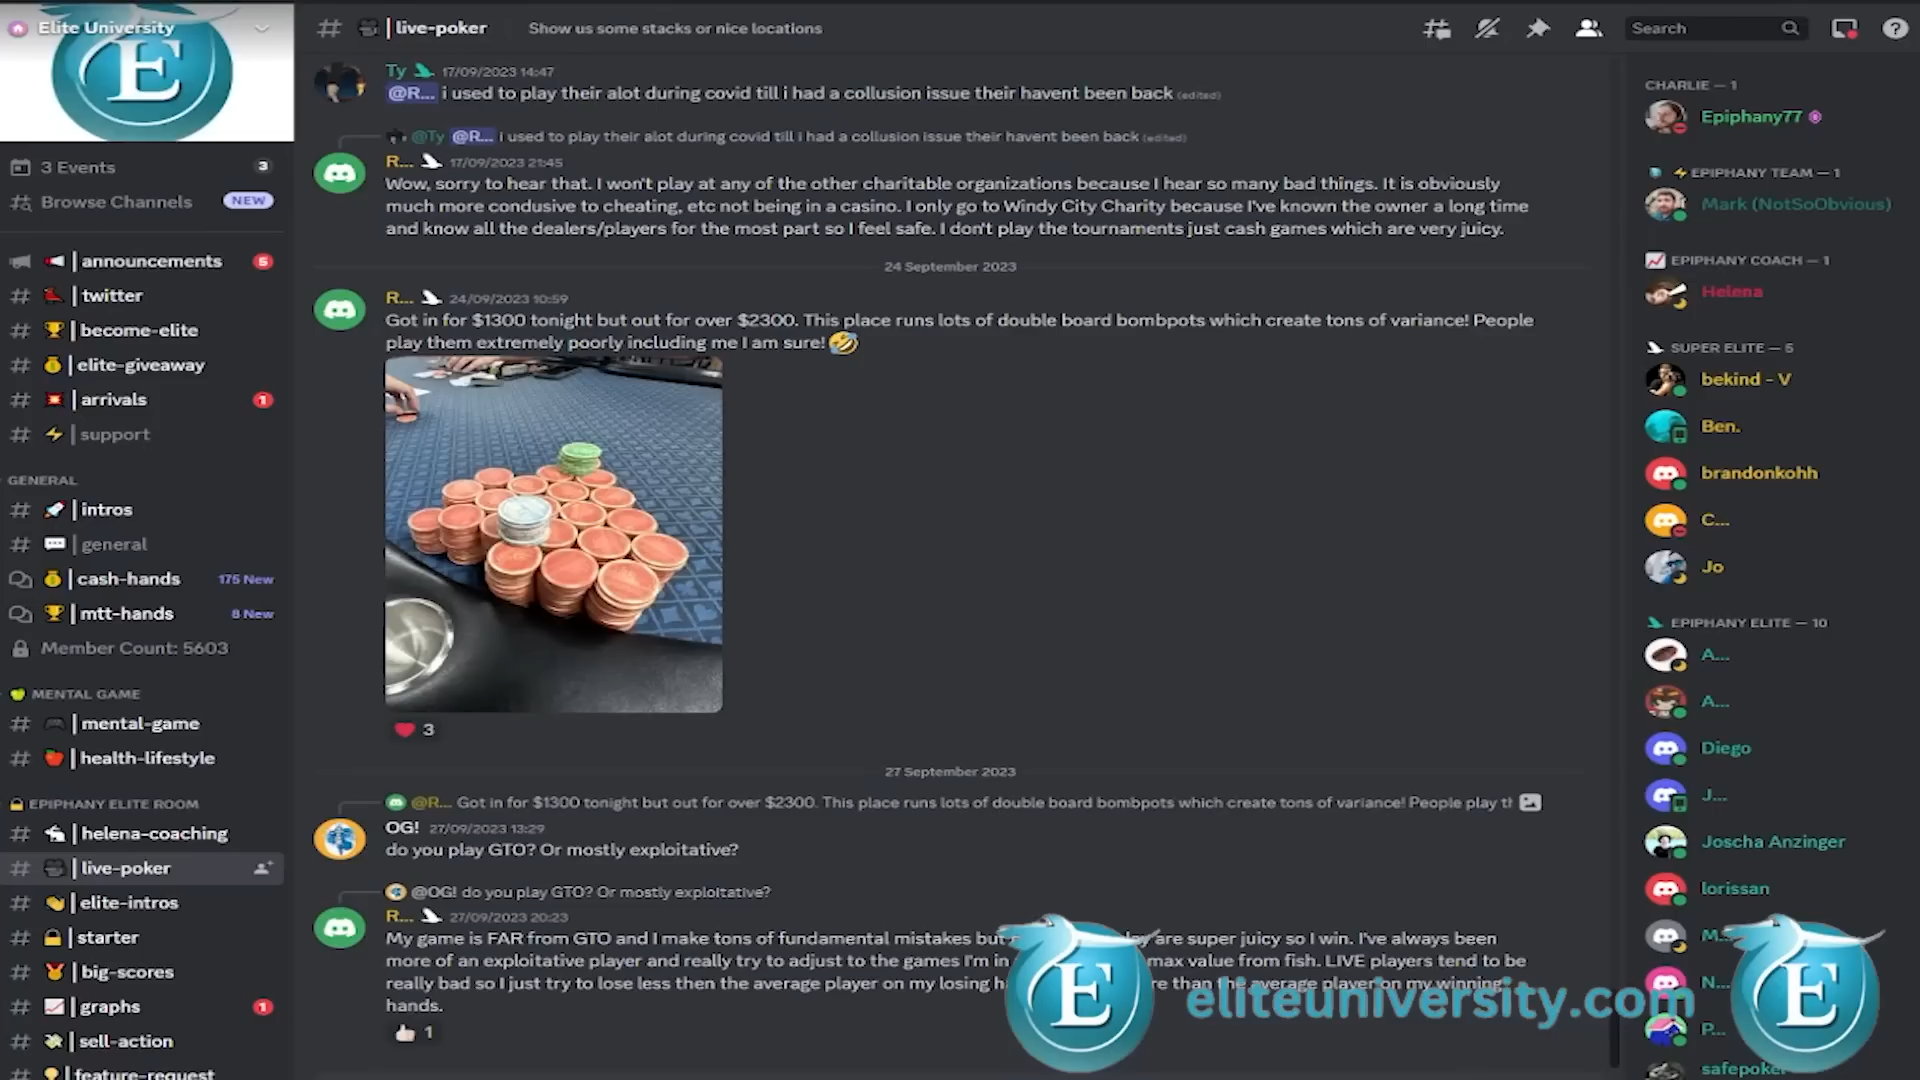 Elite University
E
3 Events
3
Browse Channels
NEW
announcements
5
twitter
become-elite
elite-giveaway
arrivals
1
support
GENERAL
intros
general
cash-hands
175 New
mtt-hands
8 New
Member Count: 5603
MENTAL GAME
mental-game
health-lifestyle
EPIPHANY ELITE ROOM
helena-coaching
live-poker
elite-intros
starter
big-scores
graphs
1
sell-action
feature-request
live-poker
Show us some stacks or nice locations
Search
Ty 17/09/2023 14:47
@R... i used to play their alot during covid till i had a collusion issue their havent been back (edited)
@Ty @R... i used to play their alot during covid till i had a collusion issue their havent been back (edited)
R... 17/09/2023 21:45
Wow, sorry to hear that. I won't play at any of the other charitable organizations because I hear so many bad things. It is obviously
much more condusive to cheating, etc not being in a casino. I only go to Windy City Charity because I've known the owner a long time
and know all the dealers/players for the most part so I feel safe. I don't play the tournaments just cash games which are very juicy.
24 September 2023
R... 24/09/2023 10:59
Got in for $1300 tonight but out for over $2300. This place runs lots of double board bombpots which create tons of variance! People
play them extremely poorly including me I am sure! 🤣
3
27 September 2023
@R... Got in for $1300 tonight but out for over $2300. This place runs lots of double board bombpots which create tons of variance! People play th
OG! 27/09/2023 13:29
do you play GTO? Or mostly exploitative?
@OG! do you play GTO? Or mostly exploitative?
R... 27/09/2023 20:23
My game is FAR from GTO and I make tons of fundamental mistakes but are super juicy so I win. I've always been
more of an exploitative player and really try to adjust to the games I'm in max value from fish. LIVE players tend to be
really bad so I just try to lose less then the average player on my losing than the average player on my winning
hands.
1
CHARLIE — 1
Epiphany77
EPIPHANY TEAM — 1
Mark (NotSoObvious)
EPIPHANY COACH — 1
Helena
SUPER ELITE — 5
bekind - V
Ben.
brandonkohh
C...
Jo
EPIPHANY ELITE — 10
A...
A...
Diego
J...
Joscha Anzinger
lorissan
M...
N...
P...
E
eliteuniversity.com
E